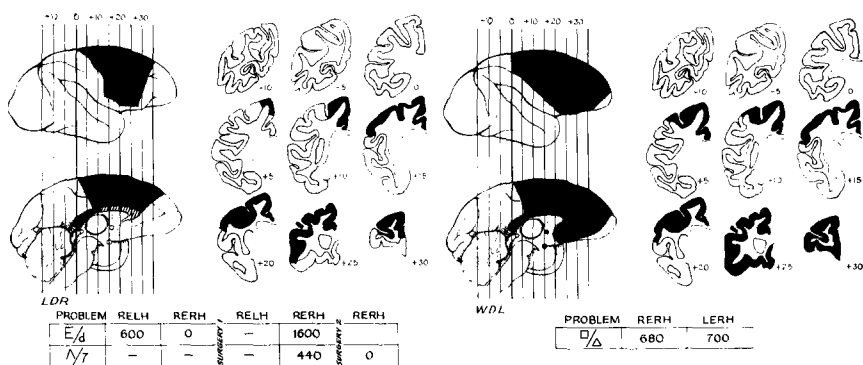 +10 0 +10 +20 +30
-10 -5 0
+5 +10 +15
+20 +25 +30
LDR
PROBLEM RELH RERH SURGERY 1 RELH RERH SURGERY 2 RERH
E/d 600 0 - 1600
- - - 440 0
-10 0 +10 +20 +30
-10 -5 0
+5 +10 +15
+20 +25 +30
WDL
PROBLEM RERH LERH
□/△ 680 700